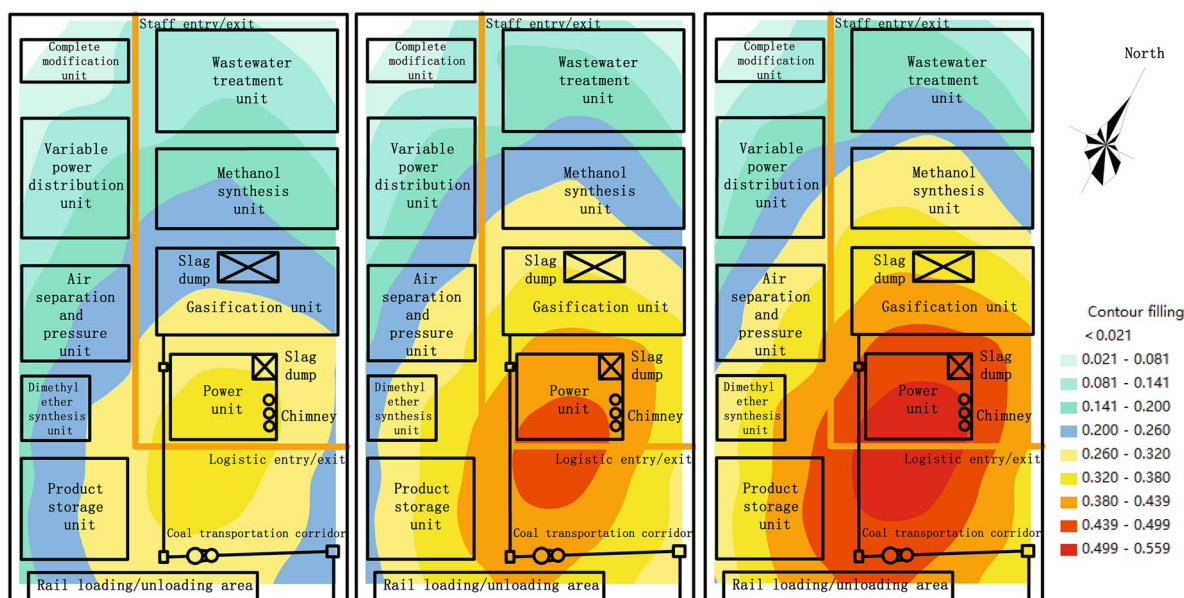 Staff entry/exit
Complete
modification
unit
Wastewater
treatment
unit
Variable
power
distribution
unit
Methanol
synthesis
unit
Slag
dump
Gasification unit
Air
separation
and
pressure
unit
Slag
dump
Power
unit
Chimney
Dimethyl
ether
synthesis
unit
Logistic entry/exit
Product
storage
unit
Coal transportation corridor
Rail loading/unloading area
Staff entry/exit
Complete
modification
unit
Wastewater
treatment
unit
Variable
power
distribution
unit
Methanol
synthesis
unit
Slag
dump
Gasification unit
Air
separation
and
pressure
unit
Slag
dump
Power
unit
Chimney
Dimethyl
ether
synthesis
unit
Logistic entry/exit
Product
storage
unit
Coal transportation corridor
Rail loading/unloading area
Staff entry/exit
Complete
modification
unit
Wastewater
treatment
unit
Variable
power
distribution
unit
Methanol
synthesis
unit
Slag
dump
Gasification unit
Air
separation
and
pressure
unit
Slag
dump
Power
unit
Chimney
Dimethyl
ether
synthesis
unit
Logistic entry/exit
Product
storage
unit
Coal transportation corridor
Rail loading/unloading area
North
Contour filling
<0.021
0.021 - 0.081
0.081 - 0.141
0.141 - 0.200
0.200 - 0.260
0.260 - 0.320
0.320 - 0.380
0.380 - 0.439
0.439 - 0.499
0.499 - 0.559